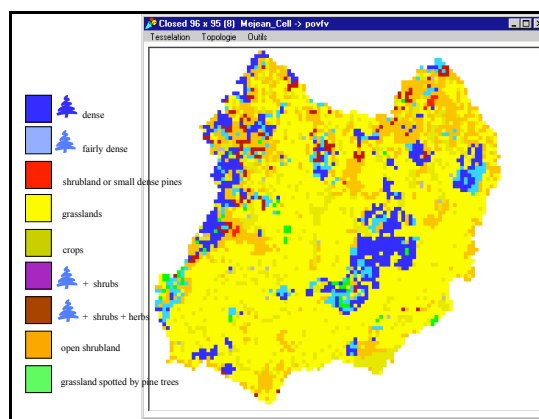 Closed 96 x 95 (8) Mejean_Cell -> povfv
Tesselation Topologie Outils
dense
fairly dense
shrubland or small dense pines
grasslands
crops
+ shrubs
+ shrubs + herbs
open shrubland
grassland spotted by pine trees